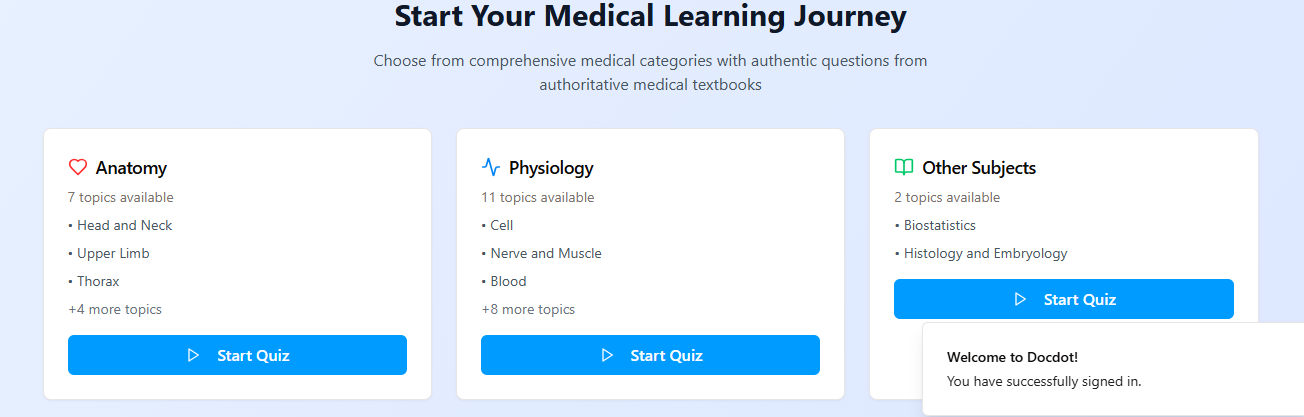 Start Your Medical Learning Journey
Choose from comprehensive medical categories with authentic questions from
authoritative medical textbooks
Anatomy
7 topics available
• Head and Neck
• Upper Limb
• Thorax
+4 more topics
Start Quiz
Physiology
11 topics available
• Cell
• Nerve and Muscle
• Blood
+8 more topics
Start Quiz
Other Subjects
2 topics available
• Biostatistics
• Histology and Embryology
Start Quiz
Welcome to Docdot!
You have successfully signed in.